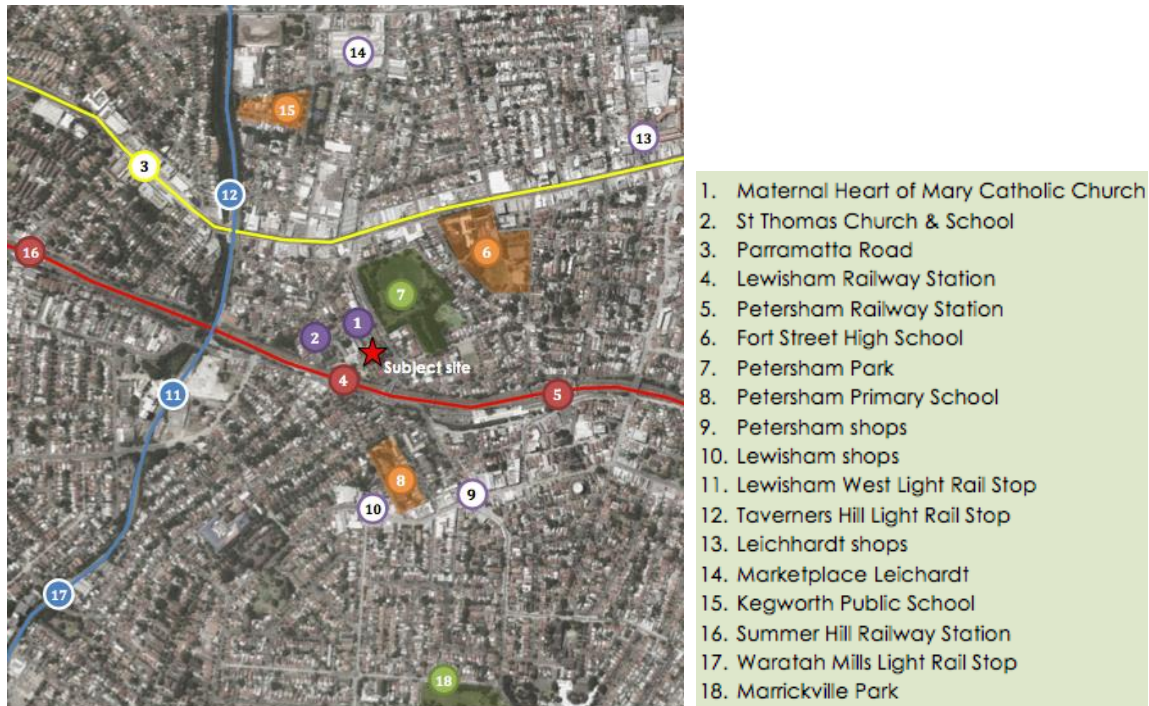 14
15
13
3
12
16
6
7
1
2
Subject site
4
5
11
8
9
10
17
18
1. Maternal Heart of Mary Catholic Church
2. St Thomas Church & School
3. Parramatta Road
4. Lewisham Railway Station
5. Petersham Railway Station
6. Fort Street High School
7. Petersham Park
8. Petersham Primary School
9. Petersham shops
10. Lewisham shops
11. Lewisham West Light Rail Stop
12. Taverners Hill Light Rail Stop
13. Leichhardt shops
14. Marketplace Leichardt
15. Kegworth Public School
16. Summer Hill Railway Station
17. Waratah Mills Light Rail Stop
18. Marrickville Park